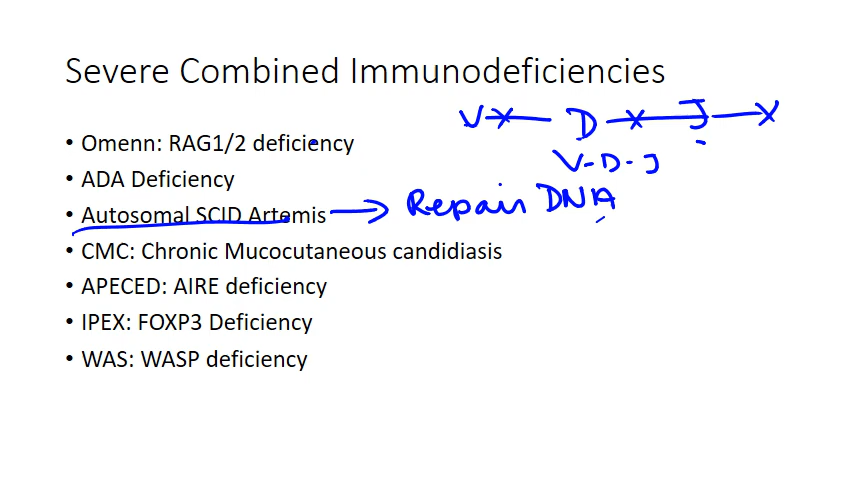 Severe Combined Immunodeficiencies
• Omenn: RAG1/2 deficiency
• ADA Deficiency
• Autosomal SCID Artemis → Repair DNA
• CMC: Chronic Mucocutaneous candidiasis
• APECED: AIRE deficiency
• IPEX: FOXP3 Deficiency
• WAS: WASP deficiency
V x D x J x
V-D-J